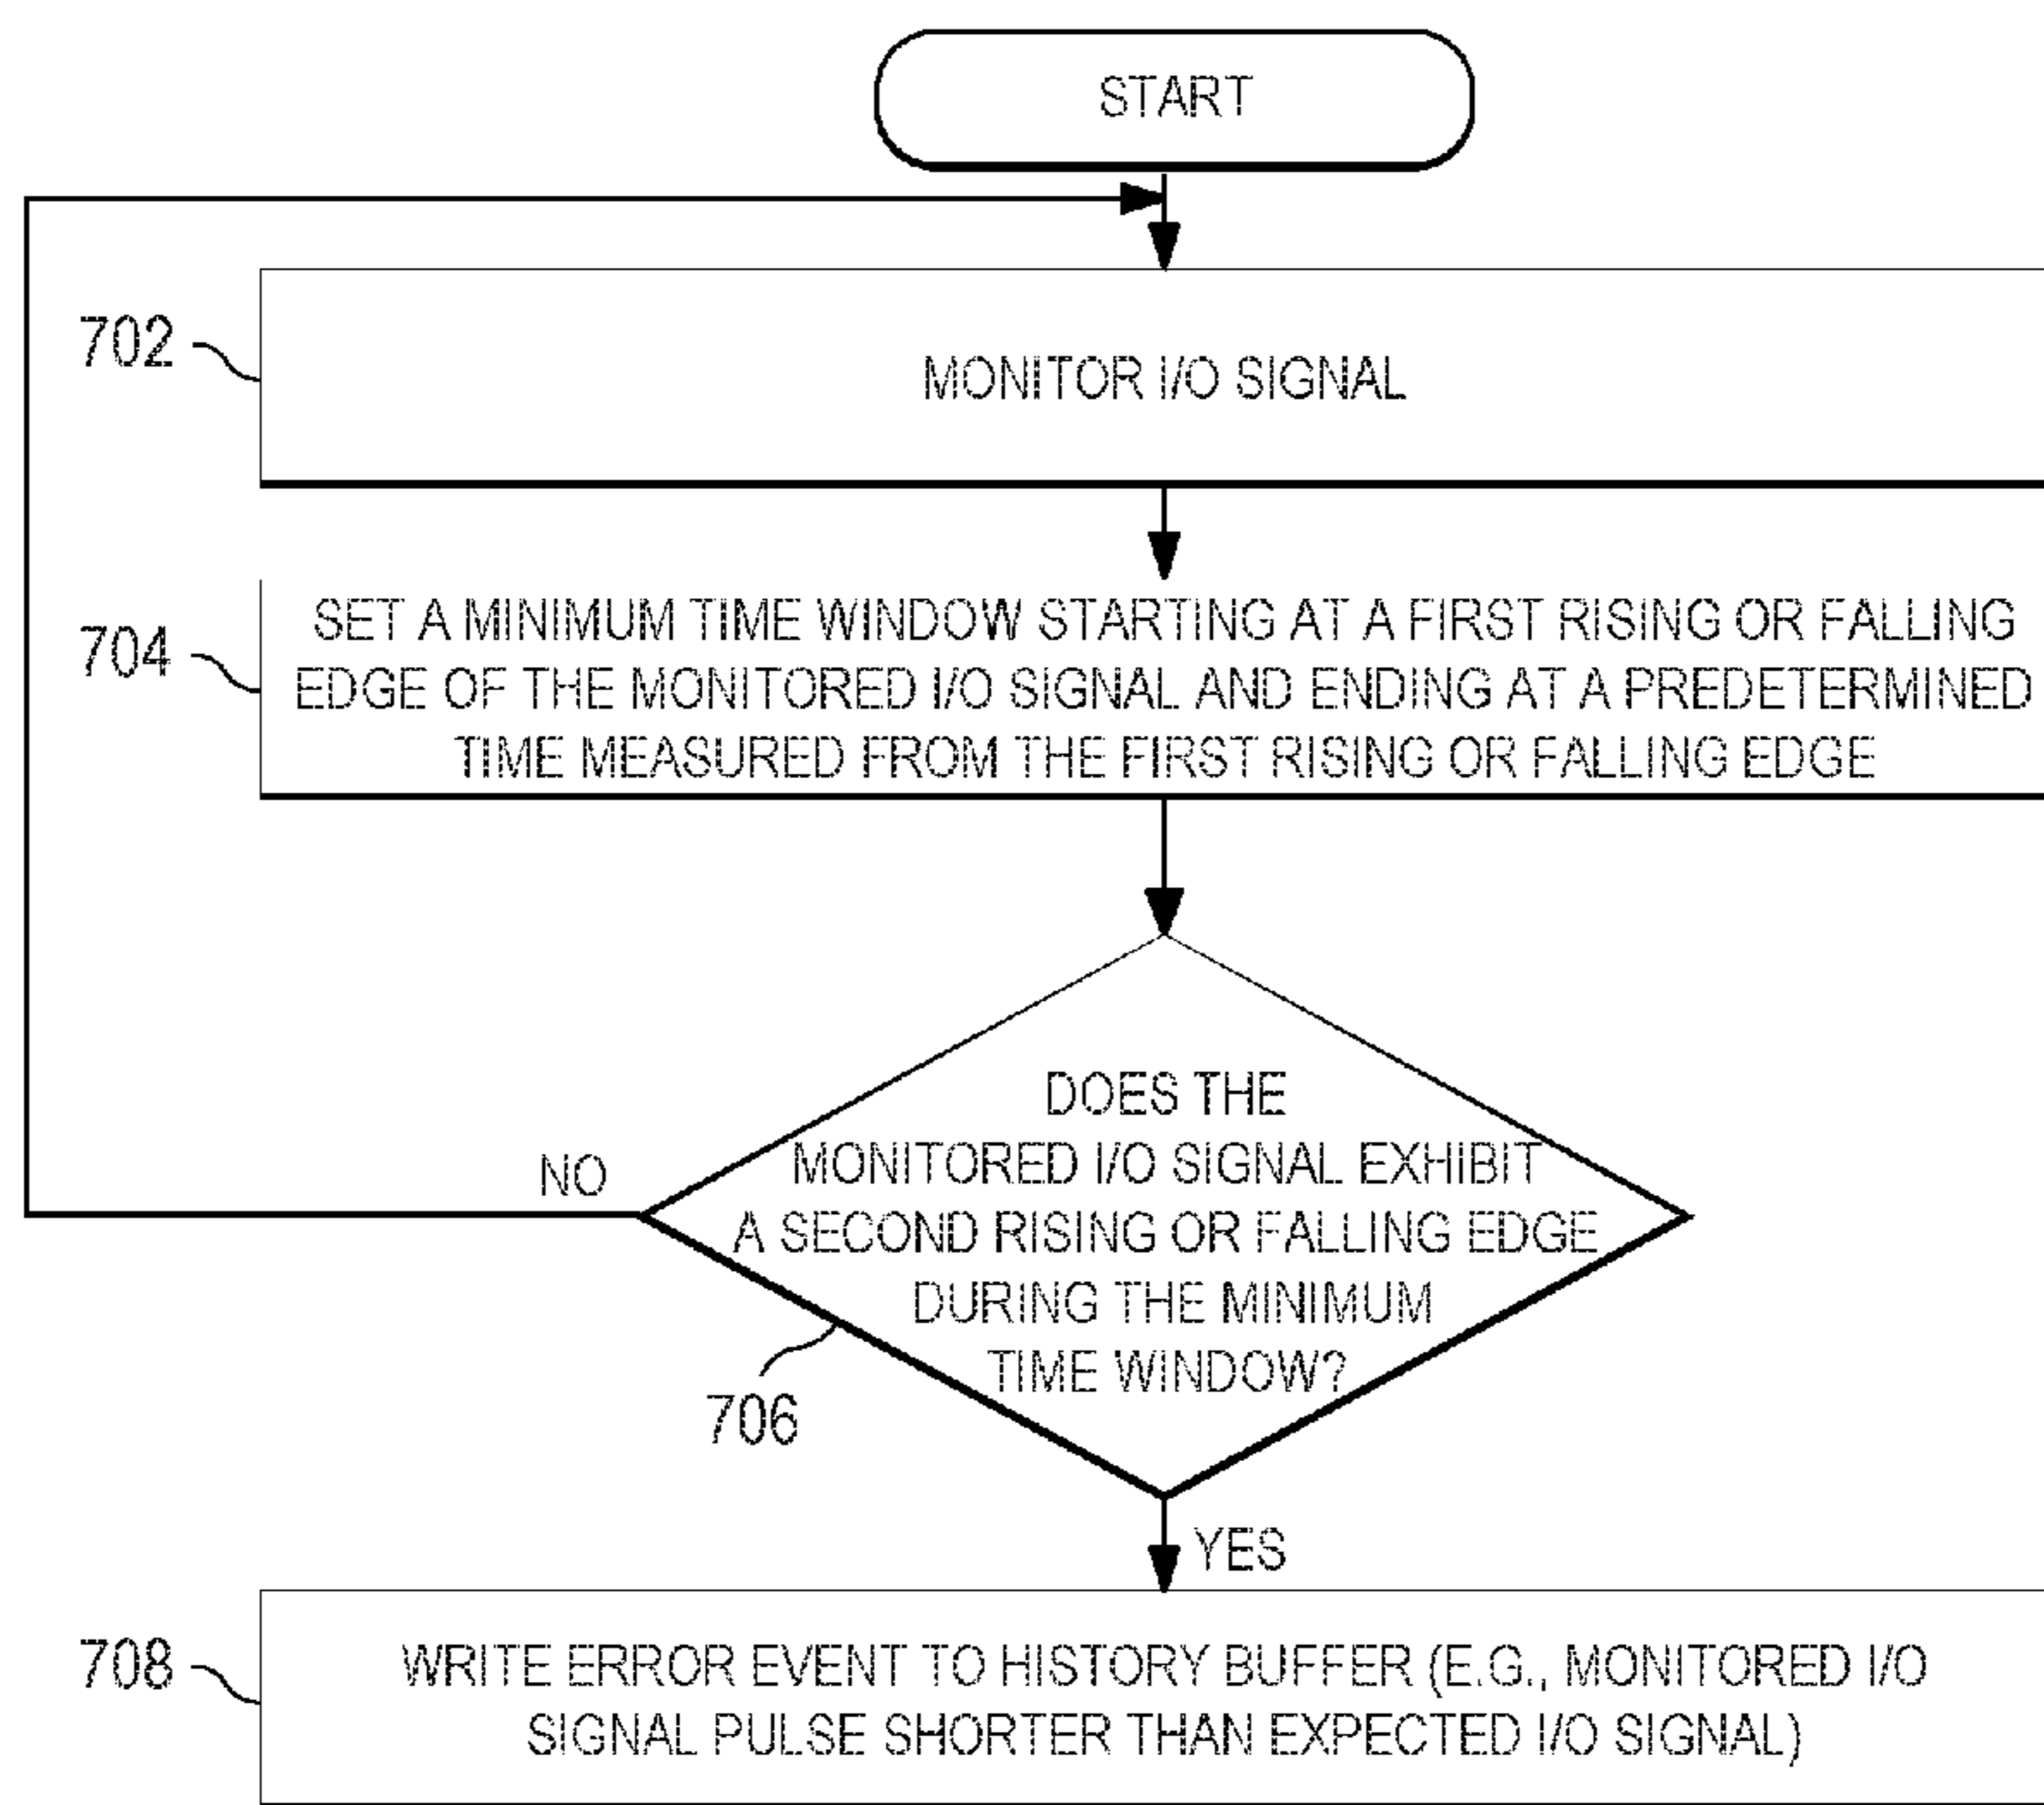 START
702
MONITOR I/O SIGNAL
704
SET A MINIMUM TIME WINDOW STARTING AT A FIRST RISING OR FALLING
EDGE OF THE MONITORED I/O SIGNAL AND ENDING AT A PREDETERMINED
TIME MEASURED FROM THE FIRST RISING OR FALLING EDGE
DOES THE
MONITORED I/O SIGNAL EXHIBIT
A SECOND RISING OR FALLING EDGE
DURING THE MINIMUM
TIME WINDOW?
NO
706
YES
708
WRITE ERROR EVENT TO HISTORY BUFFER (E.G., MONITORED I/O
SIGNAL PULSE SHORTER THAN EXPECTED I/O SIGNAL)